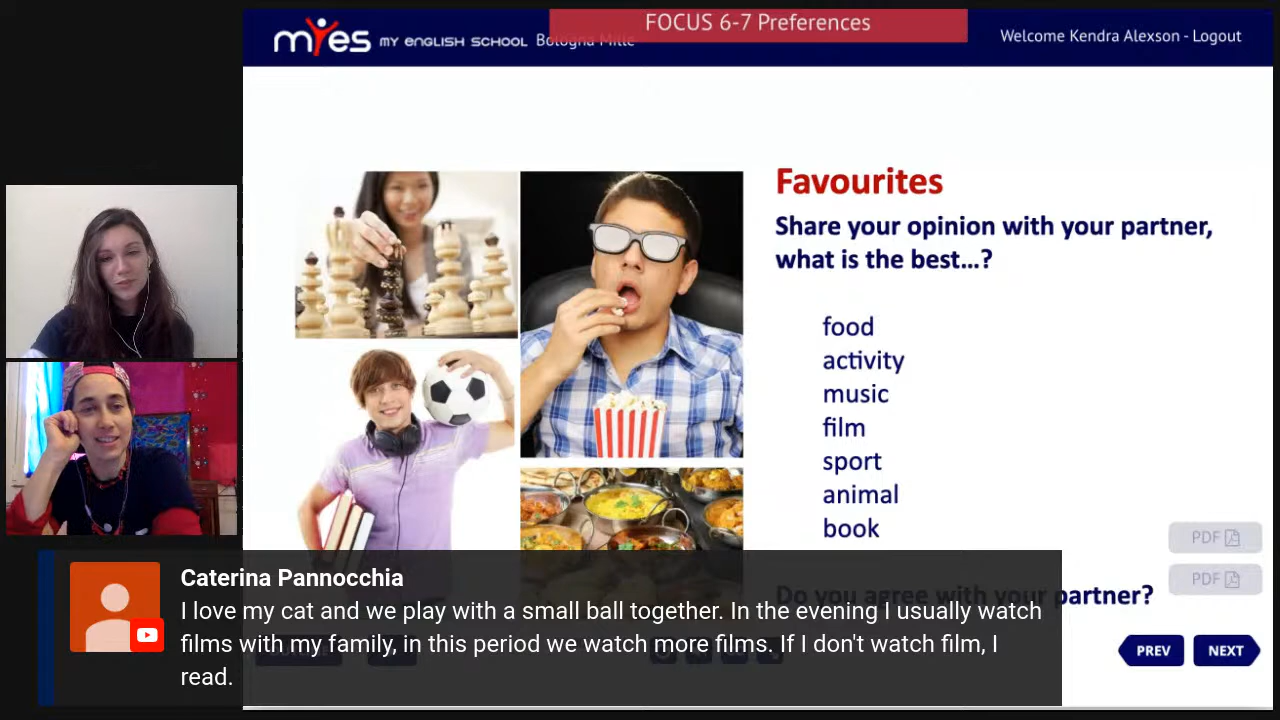 FOCUS 6-7 Preferences
myes MY ENGLISH SCHOOL Bologna Mille
Welcome Kendra Alexson - Logout
Favourites
Share your opinion with your partner,
what is the best...?
food
activity
music
film
sport
animal
book
PDF
PDF
Do you agree with your partner?
PREV
NEXT
Caterina Pannocchia
I love my cat and we play with a small ball together. In the evening I usually watch
films with my family, in this period we watch more films. If I don't watch film, I
read.